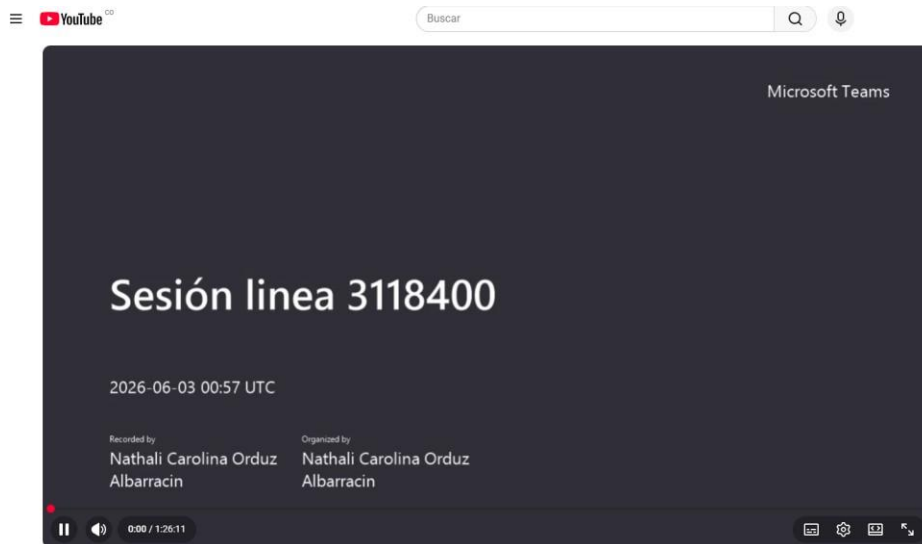 YouTube CO
Buscar
Microsoft Teams
Sesión linea 3118400
2026-06-03 00:57 UTC
Recorded by
Nathali Carolina Orduz
Albarracin
Organized by
Nathali Carolina Orduz
Albarracin
0:00 / 1:26:11